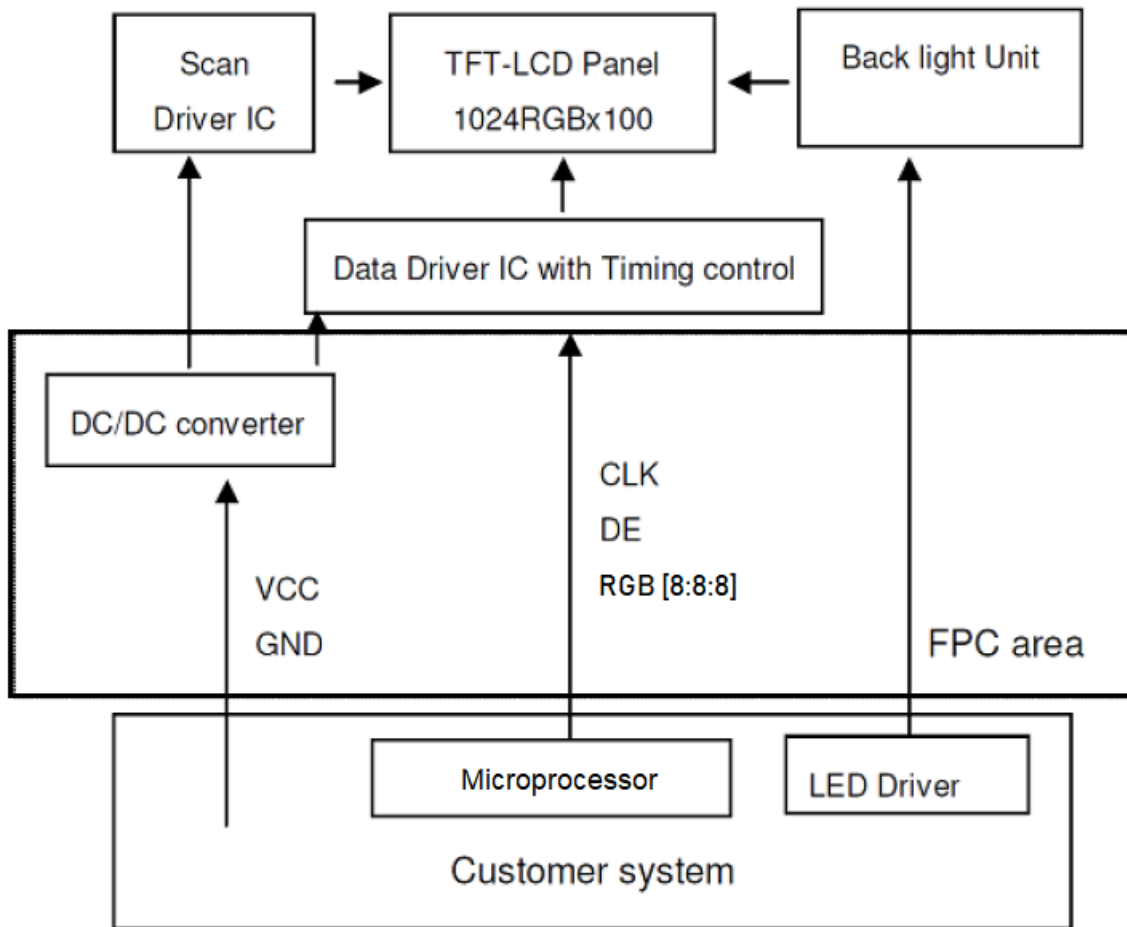 Scan
Driver IC
TFT-LCD Panel
1024RGBx100
Back light Unit
Data Driver IC with Timing control
DC/DC converter
CLK
DE
RGB [8:8:8]
VCC
GND
FPC area
Microprocessor
LED Driver
Customer system